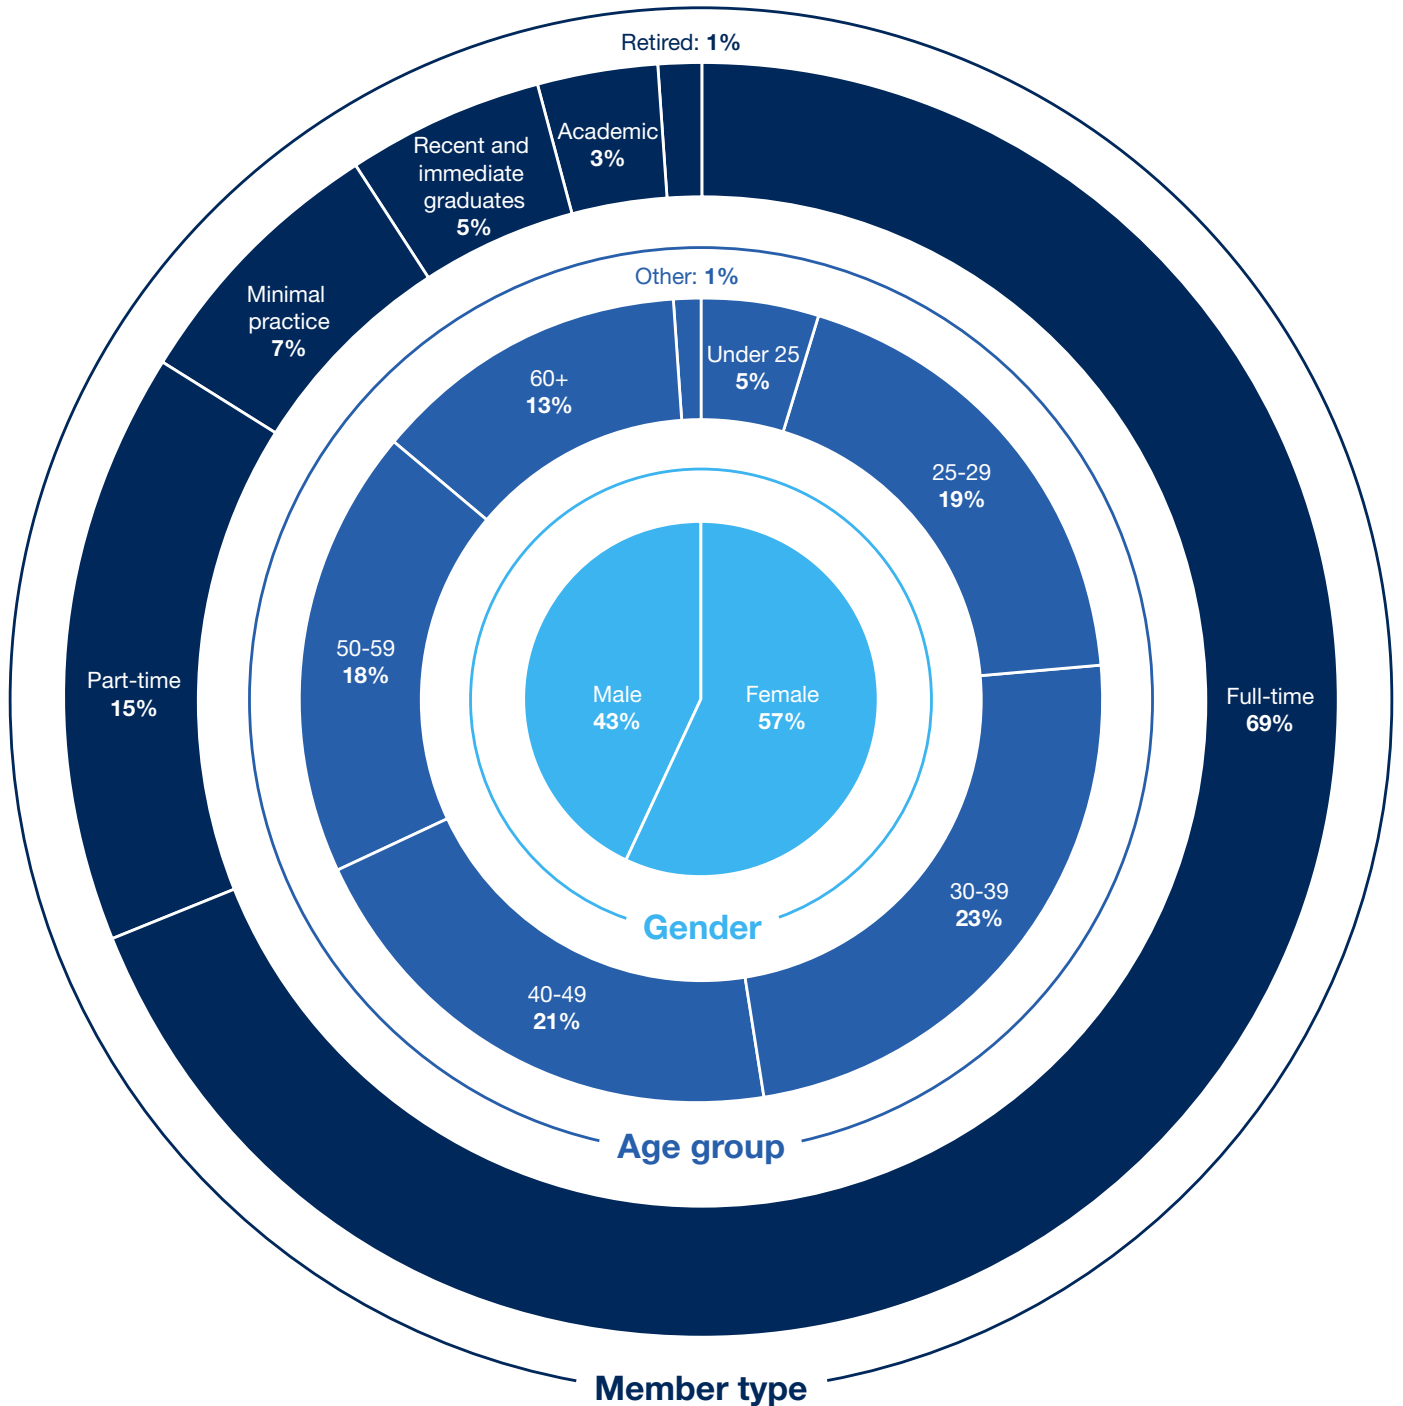 Retired: 1%
Academic
3%
Recent and
immediate
graduates
5%
Minimal
practice
7%
Part-time
15%
Full-time
69%
Other: 1%
Under 25
5%
60+
13%
25-29
19%
50-59
18%
30-39
23%
40-49
21%
Male
43%
Female
57%
Gender
Age group
Member type